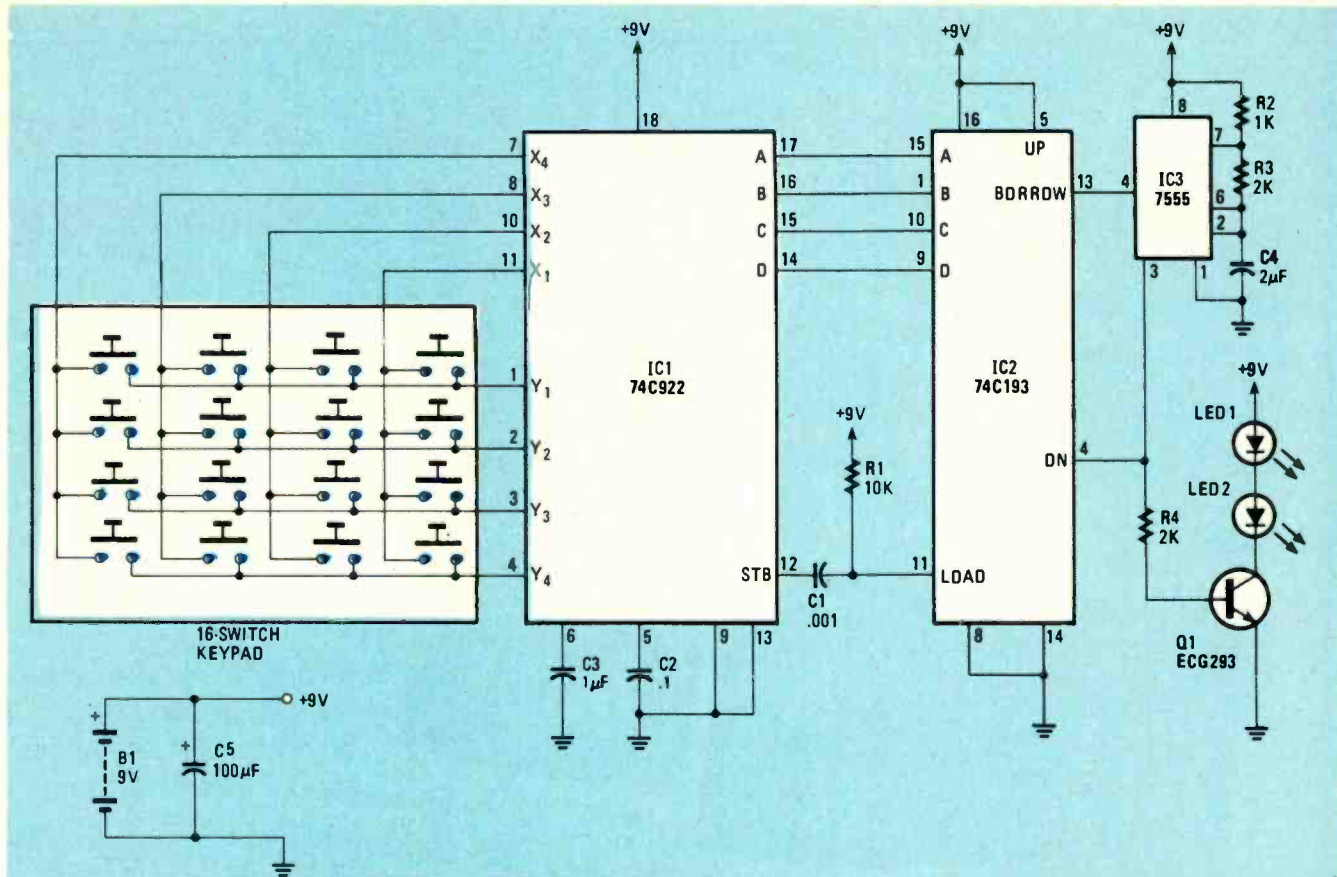 +9V
+9V
+9V
18
16
5
8
R2
1K
7
R3
2K
6
2
C4
2µF
1
3
4
IC3
7555
7
X4
8
X3
10
X2
11
X1
A
17
B
16
C
15
D
14
15
A
1
B
10
C
9
D
UP
BDRRDW
13
IC1
74C922
IC2
74C193
1
Y1
2
Y2
3
Y3
4
Y4
STB
12
C1
.001
+9V
R1
10K
11
LDAD
DN
4
R4
2K
+9V
LED1
LED2
Q1
ECG293
16-SWITCH
KEYPAD
6
C3
1µF
5
C2
.1
9
13
8
14
+
B1
9V
+
C5
100µF
+9V